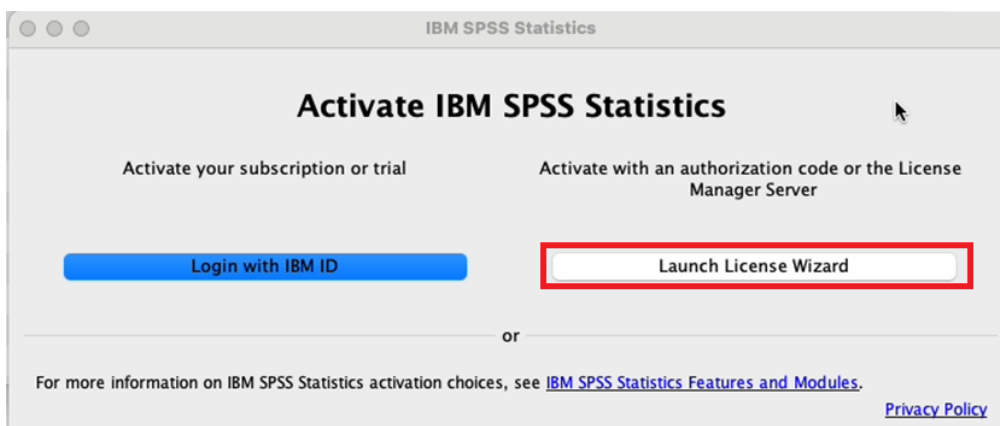 IBM SPSS Statistics
Activate IBM SPSS Statistics
Activate your subscription or trial
Activate with an authorization code or the License
Manager Server
Login with IBM ID
Launch License Wizard
or
For more information on IBM SPSS Statistics activation choices, see IBM SPSS Statistics Features and Modules.
Privacy Policy